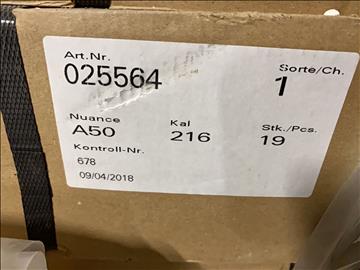 Art.Nr.
025564
Sorte/Ch.
1
Nuance
A50
Kal
216
Stk./Pcs.
19
Kontroll-Nr.
678
09/04/2018